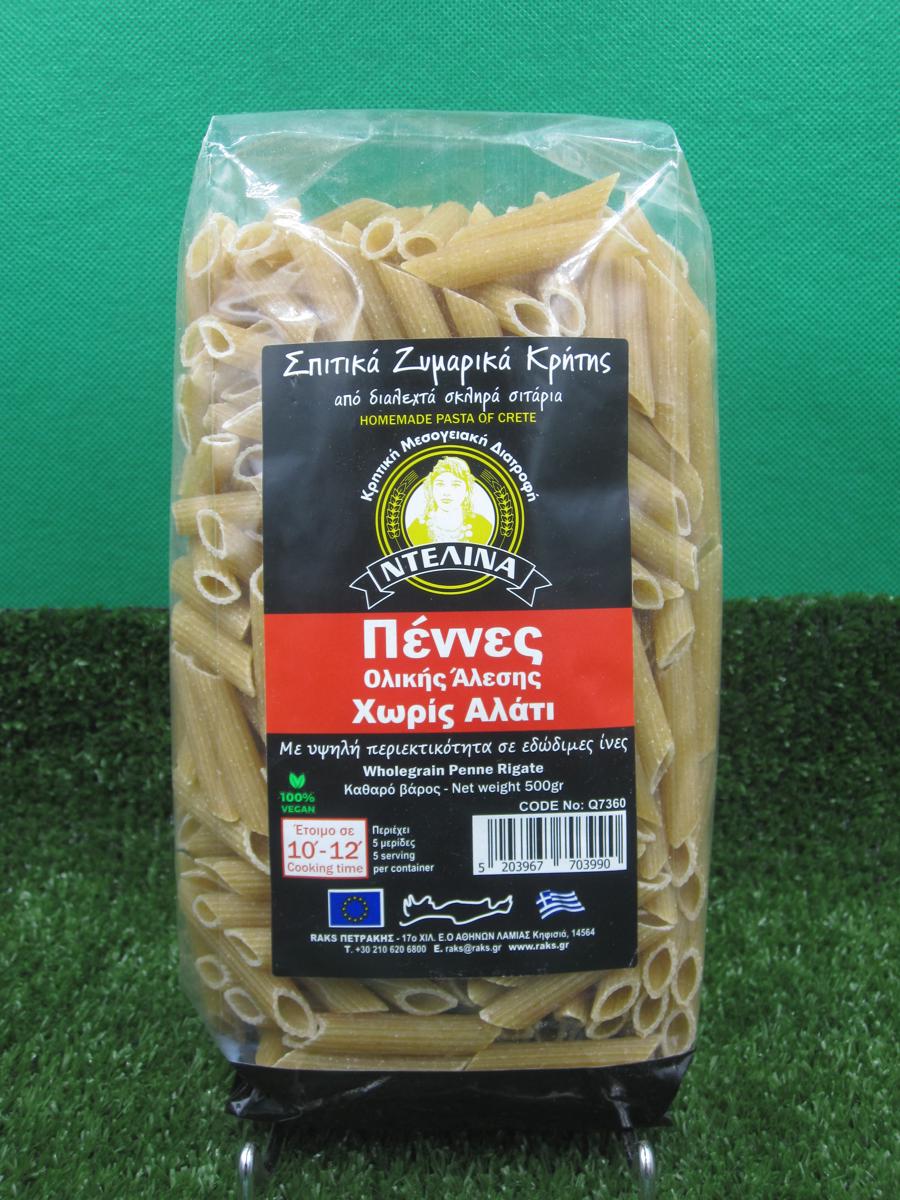 Σπιτικά Ζυμαρικά Κρήτης
από διαλεχτά σκληρά σιτάρια
HOMEMADE PASTA OF CRETE
Κρητική Μεσογειακή Διατροφή
ΝΤΕΛΙΝΑ
Πέννες
Ολικής Άλεσης
Χωρίς Αλάτι
Με υψηλή περιεκτικότητα σε εδώδιμες ίνες
Wholegrain Penne Rigate
Καθαρό βάρος - Net weight 500gr
100%
VEGAN
CODE No: Q7360
Έτοιμο σε
10΄-12΄
Cooking time
Περιέχει
5 μερίδες
5 serving
per container
5 203967 703990
RAKS ΠΕΤΡΑΚΗΣ - 17ο ΧΙΛ. Ε.Ο ΑΘΗΝΩΝ ΛΑΜΙΑΣ Κηφισιά, 14564
T. +30 210 620 6800 E. raks@raks.gr www.raks.gr